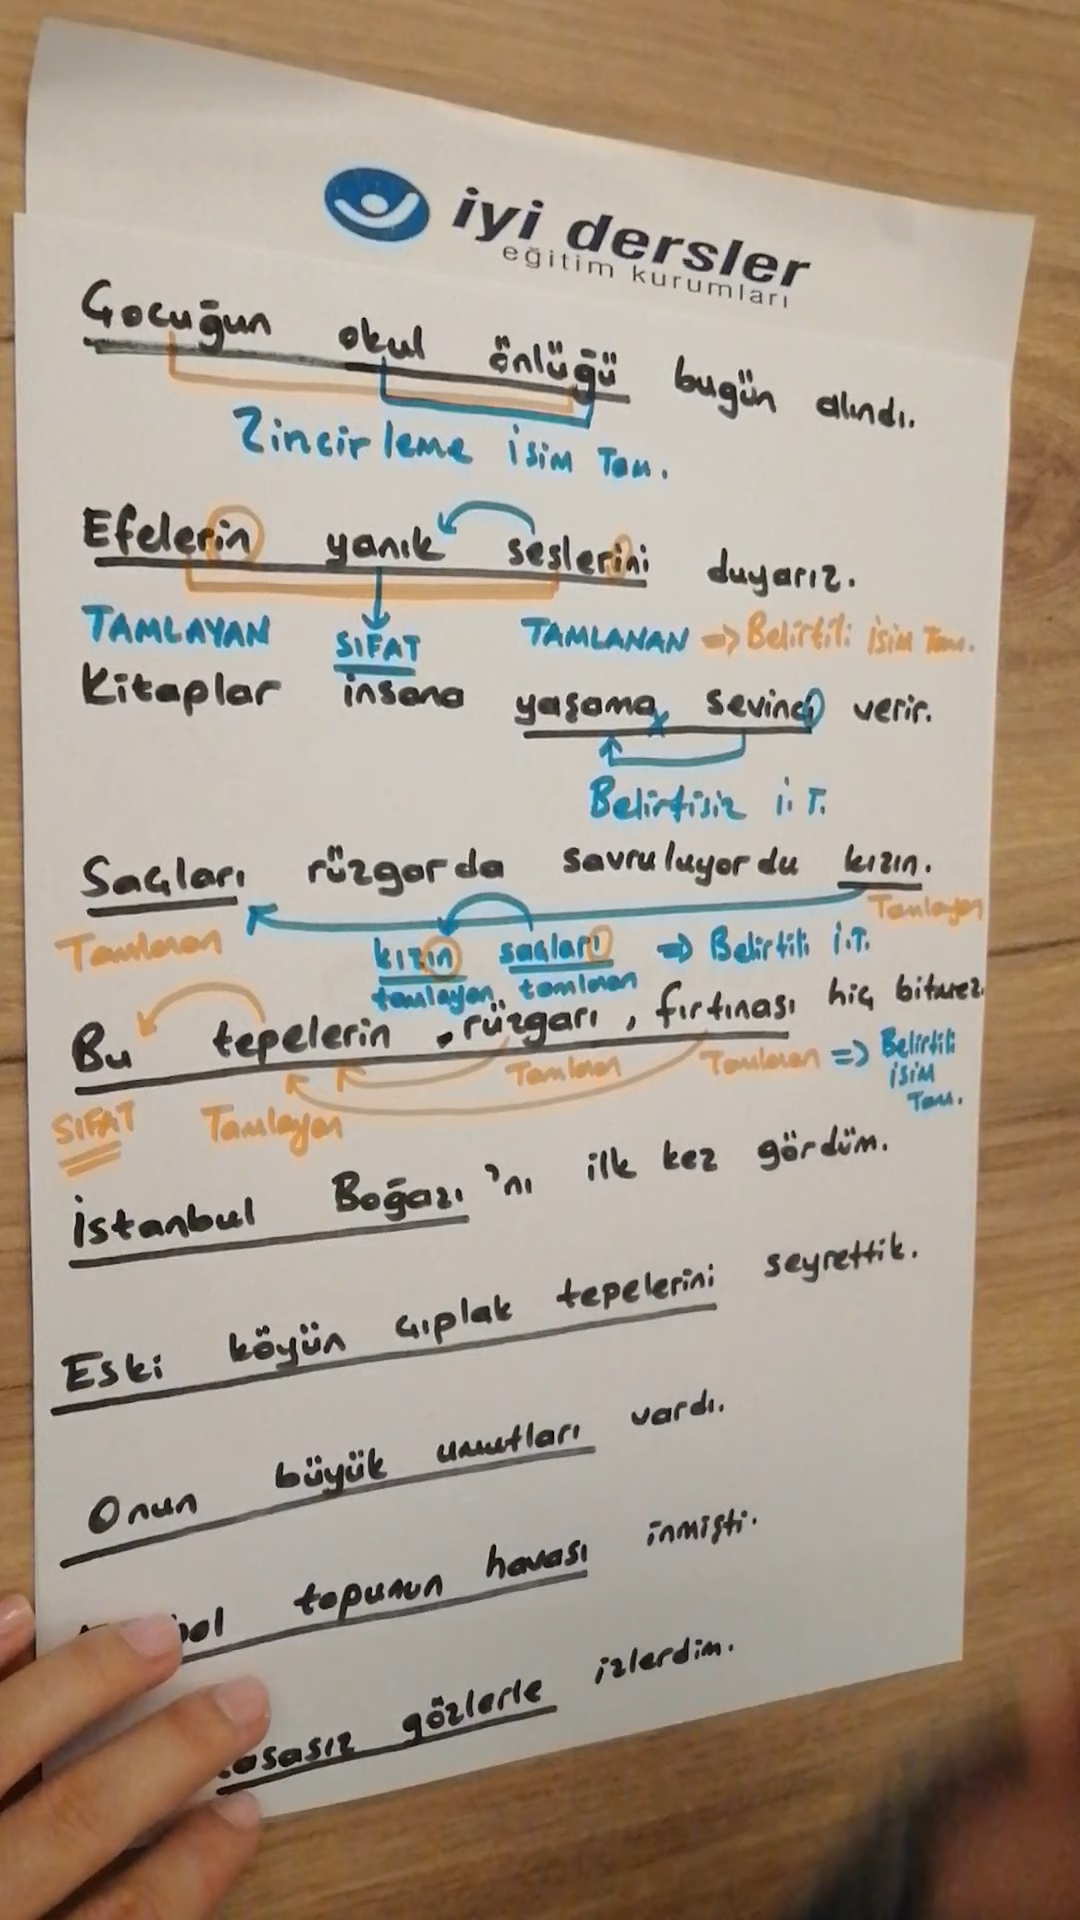 iyi dersler
eğitim kurumları
Çocuğun okul önlüğü bugün alındı.
Zincirleme isim Tam.
Efelerin yanık seslerini duyarız.
TAMLAYAN SIFAT TAMLANAN => Belirtili isim Tam.
Kitaplar insana yaşama sevinci verir.
x
Belirtisiz i.T.
Saçları rüzgarda savruluyordu kızın.
Tamlanan Tamlayan
kızın saçları => Belirtili i.T.
tamlayan tamlanan
Bu tepelerin, rüzgarı, fırtınası hiç bitmez.
SIFAT Tamlayan Tamlanan Tamlanan => Belirtili isim Tam.
İstanbul Boğazı'nı ilk kez gördüm.
Eski köyün çıplak tepelerini seyrettik.
Onun büyük umutları vardı.
topunun havası inmişti.
gözlerle izlerdim.